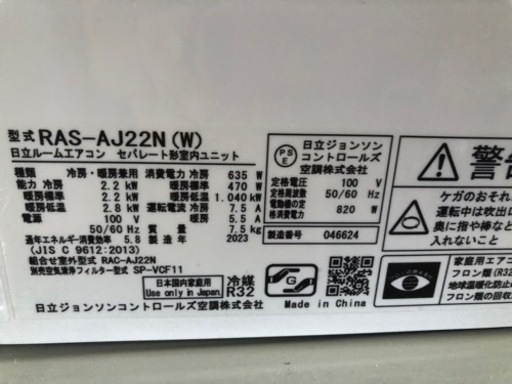 型式 RAS-AJ22N (W)
日立ルームエアコン セパレート形室内ユニット
種類 冷房・暖房兼用 消費電力 冷房 635 W
能力 冷房 2.2 kW 暖房標準 470 W
暖房標準 2.2 kW 暖房低温 1.040 kW
暖房低温 2.8 kW 運転電流 冷房 7.5 A
電源 100 V 暖房 5.5 A
50/60 Hz 質量 7.5 kg
通年エネルギー消費効率 5.8 2023
(JIS C 9612:2013)
組合せ室外型式 RAC-AJ22N
別売空気清浄フィルター型式 SP-VCF11
日本国内家庭用
Use only in Japan
冷媒
R32
日立ジョンソンコントロールズ空調株式会社
PS
E
日立ジョンソン
コントロールズ
空調株式会社
定格電圧 100 V
定格周波数 50/60 Hz
電動機の定
格消費電力 820 W
製造番号 046624
G
Made in China
警告
ケガのおそれ
運転中は吹出口
奥に指や棒など
家庭用エアコ
フロン類(R32
地球温暖化防止の
フロン類の回収